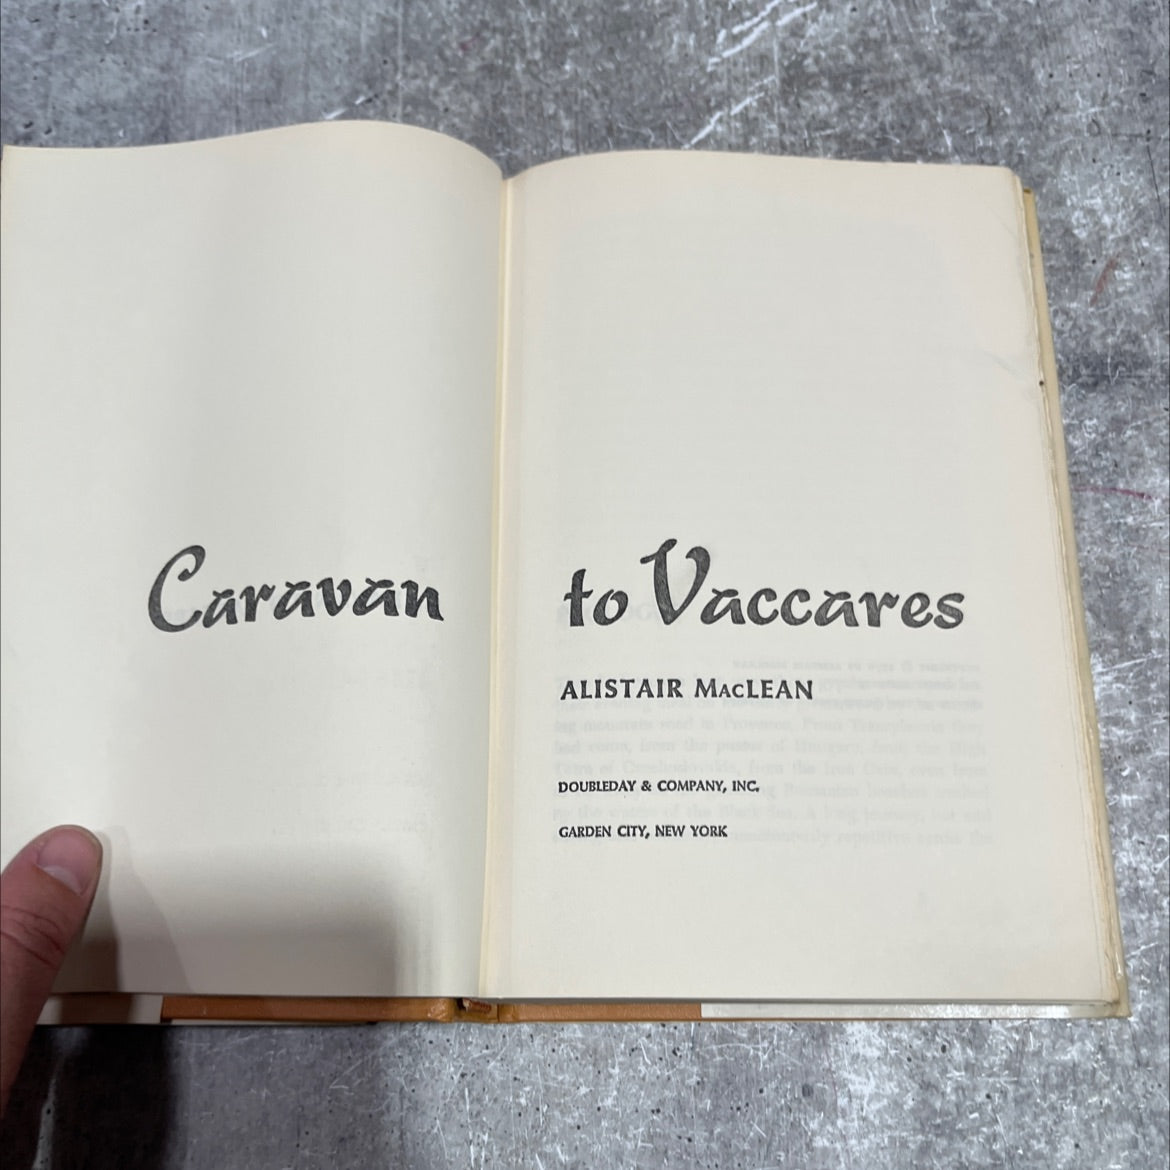 Caravan to Vaccares
ALISTAIR MacLEAN
DOUBLEDAY & COMPANY, INC.
GARDEN CITY, NEW YORK